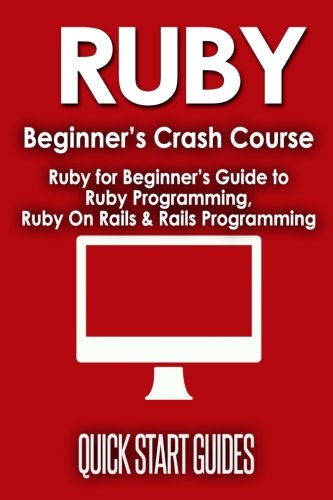 RUBY
Beginner's Crash Course
Ruby for Beginner's Guide to
Ruby Programming,
Ruby On Rails & Rails Programming
QUICK START GUIDES